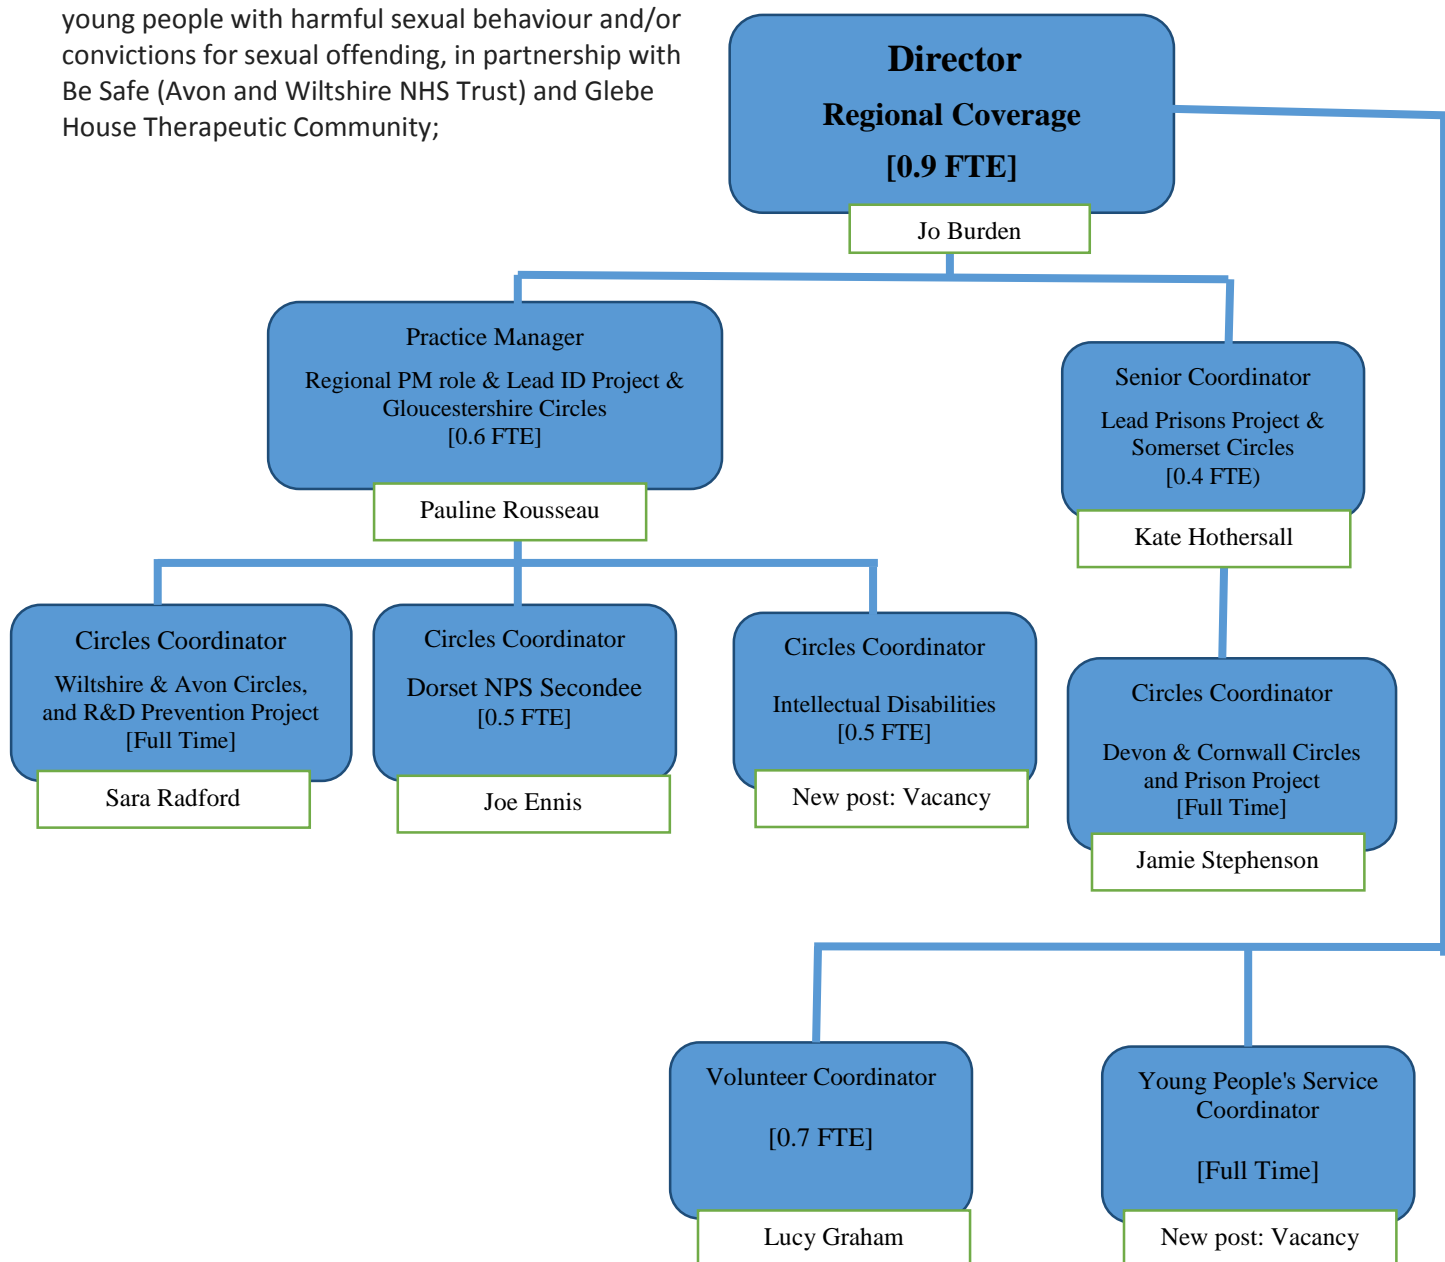 young people with harmful sexual behaviour and/or
convictions for sexual offending, in partnership with
Be Safe (Avon and Wiltshire NHS Trust) and Glebe
House Therapeutic Community;
Director
Regional Coverage
[0.9 FTE]
Jo Burden
Practice Manager
Regional PM role & Lead ID Project &
Gloucestershire Circles
[0.6 FTE]
Pauline Rousseau
Senior Coordinator
Lead Prisons Project &
Somerset Circles
[0.4 FTE)
Kate Hothersall
Circles Coordinator
Wiltshire & Avon Circles,
and R&D Prevention Project
[Full Time]
Sara Radford
Circles Coordinator
Dorset NPS Secondee
[0.5 FTE]
Joe Ennis
Circles Coordinator
Intellectual Disabilities
[0.5 FTE]
New post: Vacancy
Circles Coordinator
Devon & Cornwall Circles
and Prison Project
[Full Time]
Jamie Stephenson
Volunteer Coordinator
[0.7 FTE]
Lucy Graham
Young People's Service
Coordinator
[Full Time]
New post: Vacancy